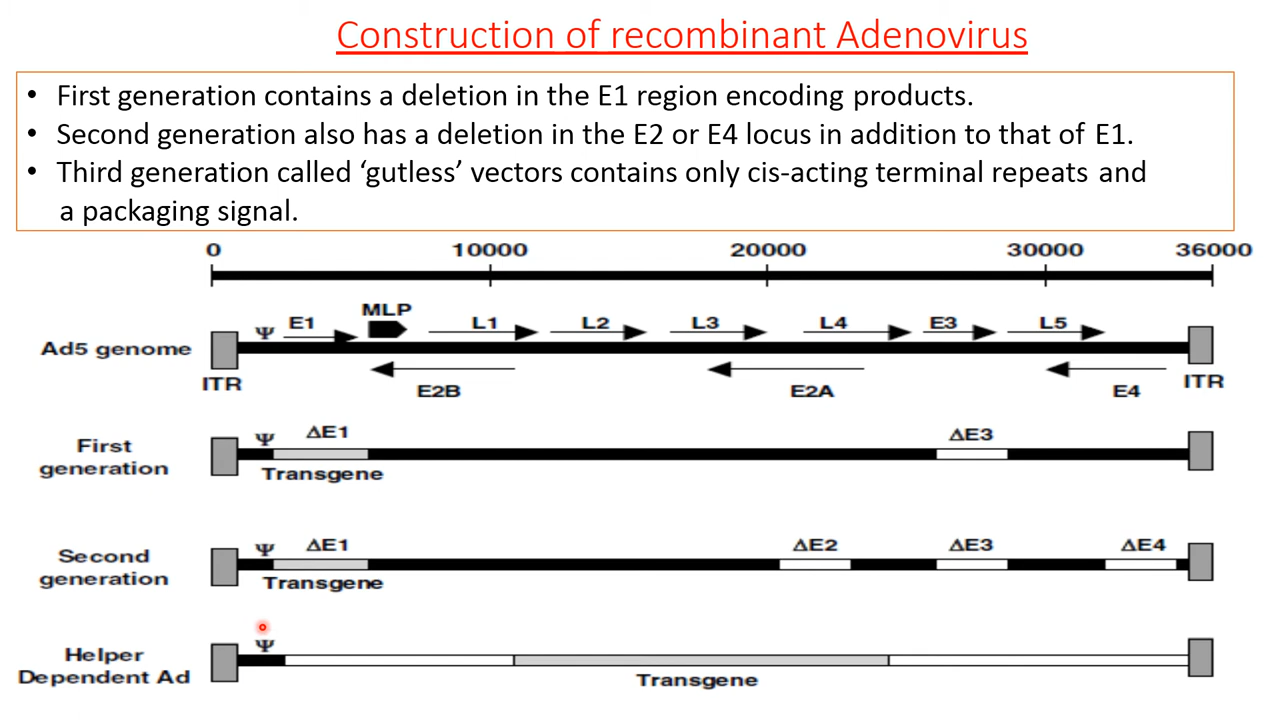 Construction of recombinant Adenovirus
• First generation contains a deletion in the E1 region encoding products.
• Second generation also has a deletion in the E2 or E4 locus in addition to that of E1.
• Third generation called ‘gutless’ vectors contains only cis-acting terminal repeats and
a packaging signal.
0 10000 20000 30000 36000
MLP
Ψ E1 L1 L2 L3 L4 E3 L5
Ad5 genome
ITR E2B E2A E4 ITR
First
generation
Ψ ΔE1 ΔE3
Transgene
Second
generation
Ψ ΔE1 ΔE2 ΔE3 ΔE4
Transgene
Helper
Dependent Ad
Ψ
Transgene